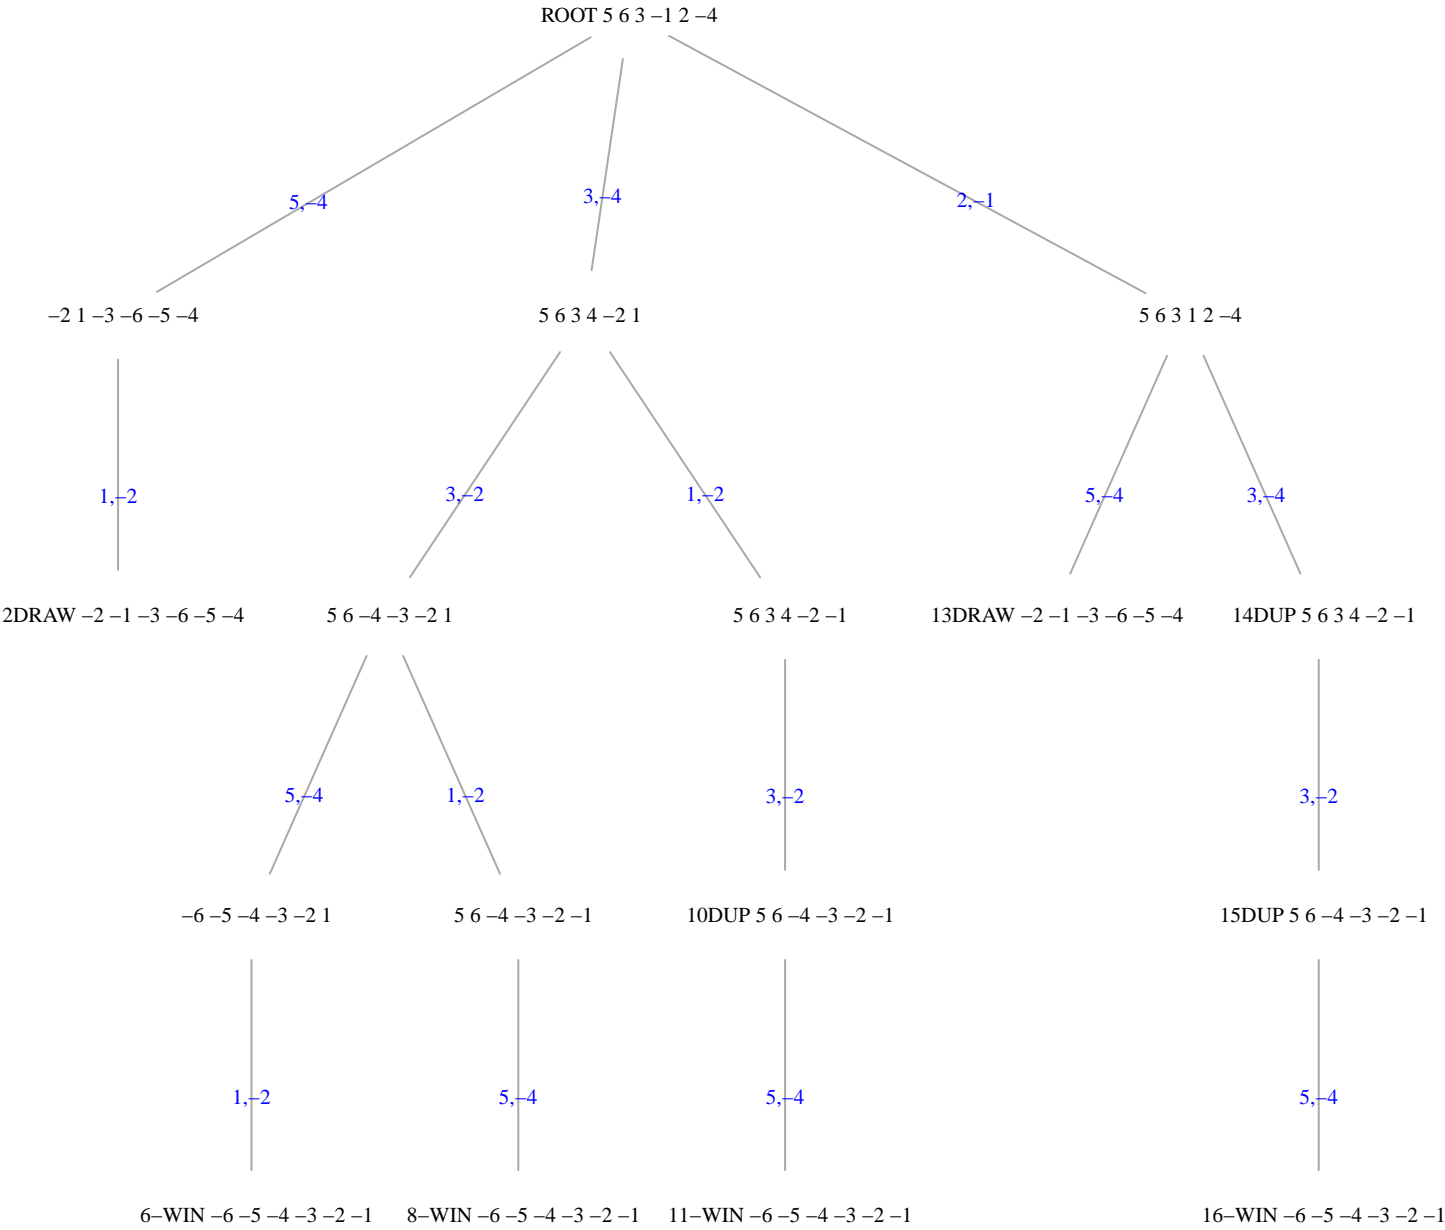 ROOT 5 6 3 –1 2 –4
5,–4
3,–4
2,–1
–2 1 –3 –6 –5 –4
5 6 3 4 –2 1
5 6 3 1 2 –4
1,–2
3,–2
1,–2
5,–4
3,–4
2DRAW –2 –1 –3 –6 –5 –4
5 6 –4 –3 –2 1
5 6 3 4 –2 –1
13DRAW –2 –1 –3 –6 –5 –4
14DUP 5 6 3 4 –2 –1
5,–4
1,–2
3,–2
3,–2
–6 –5 –4 –3 –2 1
5 6 –4 –3 –2 –1
10DUP 5 6 –4 –3 –2 –1
15DUP 5 6 –4 –3 –2 –1
1,–2
5,–4
5,–4
5,–4
6–WIN –6 –5 –4 –3 –2 –1
8–WIN –6 –5 –4 –3 –2 –1
11–WIN –6 –5 –4 –3 –2 –1
16–WIN –6 –5 –4 –3 –2 –1